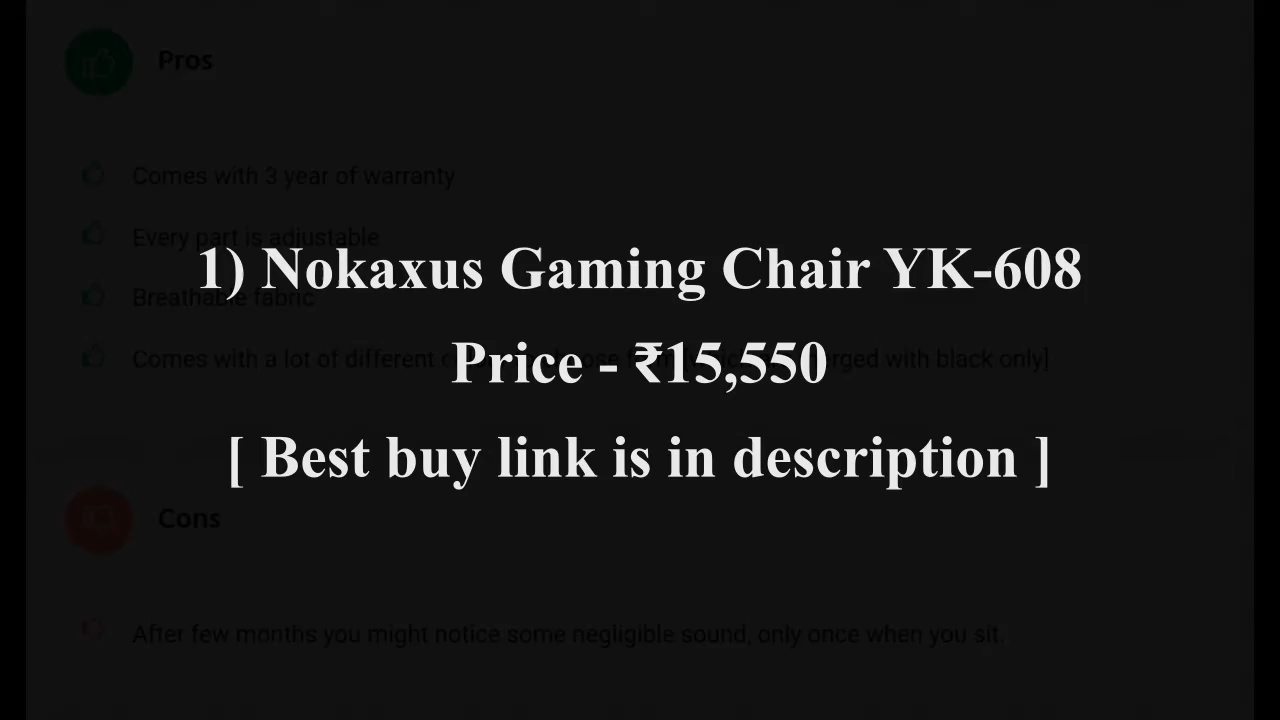 Pros
Comes with 3 year of warranty
Every part is adjustable
1) Nokaxus Gaming Chair YK-608
Breathable fabric
Comes with a lot of different merged with black only]
Price - ₹15,550
[ Best buy link is in description ]
Cons
After few months you might notice some negligible sound, only once when you sit.